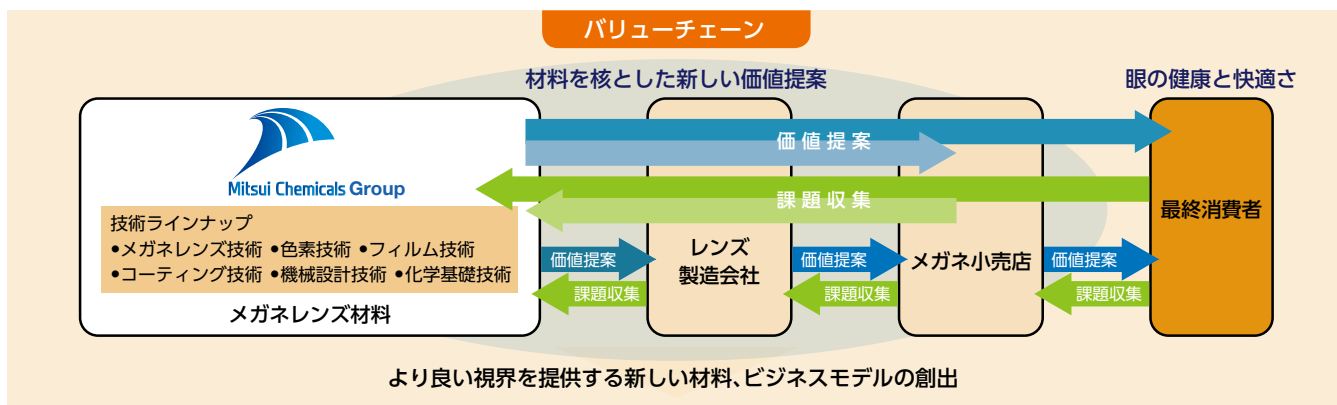 バリューチェーン
材料を核とした新しい価値提案
眼の健康と快適さ
Mitsui Chemicals Group
技術ラインナップ
●メガネレンズ技術 ●色素技術 ●フィルム技術
●コーティング技術 ●機械設計技術 ●化学基礎技術
メガネレンズ材料
価値提案
課題収集
価値提案
課題収集
レンズ
製造会社
価値提案
課題収集
メガネ小売店
価値提案
課題収集
最終消費者
より良い視界を提供する新しい材料、ビジネスモデルの創出